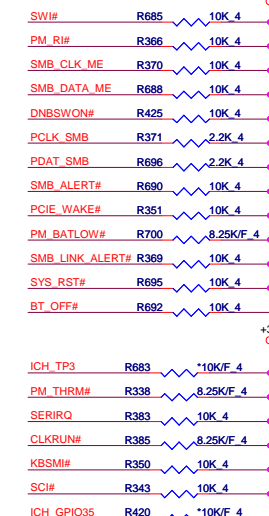 SWI# R685 10K_4
PM_RI# R366 10K_4
SMB_CLK_ME R370 10K_4
SMB_DATA_ME R688 10K_4
DNBSWON# R425 10K_4
PCLK_SMB R371 2.2K_4
PDAT_SMB R696 2.2K_4
SMB_ALERT# R690 10K_4
PCIE_WAKE# R351 10K_4
PM_BATLOW# R700 8.25K/F_4
SMB_LINK_ALERT# R369 10K_4
SYS_RST# R695 10K_4
BT_OFF# R692 10K_4
ICH_TP3 R683 *10K/F_4
PM_THRM# R338 8.25K/F_4
SERIRQ R383 10K_4
CLKRUN# R385 8.25K/F_4
KBSMI# R350 10K_4
SCI# R343 10K_4
ICH_GPIO35 R420 *10K/F_4